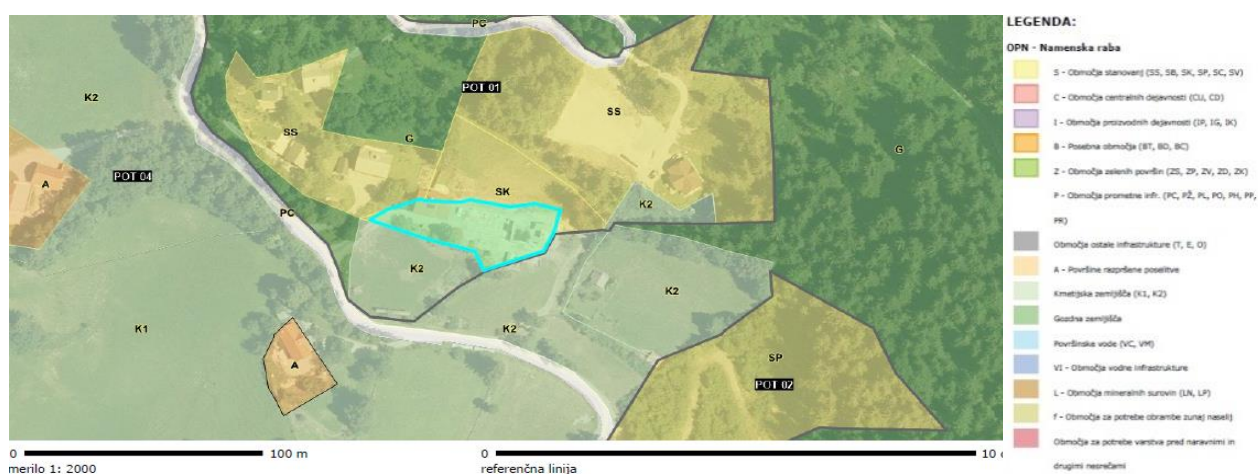 PC
K2
POT 01
SS
SS
G
G
A
POT 04
SK
K2
PC
K2
K2
K1
K2
A
SP
POT 02
0 100 m
merilo 1: 2000
0 10
referenčna linija
LEGENDA:
OPN - Namenska raba
S - Območja stanovanj (SS, SB, SK, SP, SC, SV)
C - Območja centralnih dejavnosti (CU, CD)
I - Območja proizvodnih dejavnosti (IP, IG, IK)
B - Posebna območja (BT, BD, BC)
Z - Območja zelenih površin (ZS, ZP, ZV, ZD, ZK)
P - Območja prometne infr. (PC, PŽ, PL, PO, PH, PP,
PR)
Območja ostale infrastrukture (T, E, O)
A - Površine razpršene poselitve
Kmetijska zemljišča (K1, K2)
Gozdna zemljišča
Površinske vode (VC, VM)
VI - Območja vodne infrastrukture
L - Območja mineralnih surovin (LN, LP)
f - Območja za potrebe obrambe zunaj naselij
Območja za potrebe varstva pred naravnimi in
drugimi nesrečami